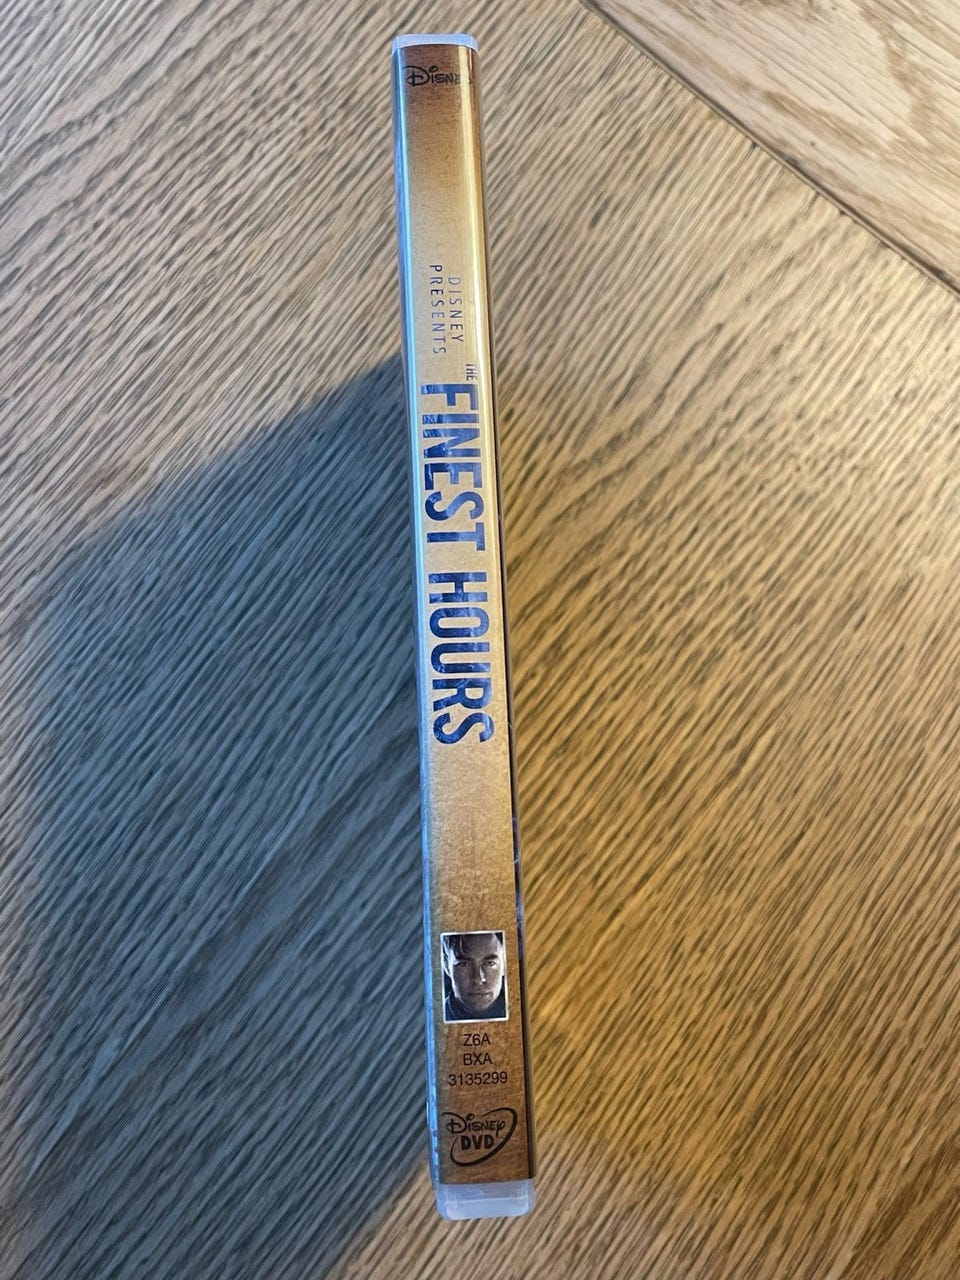 Disney
DISNEY
PRESENTS
THE
FINEST HOURS
Z6A
BXA
3135299
Disney
DVD